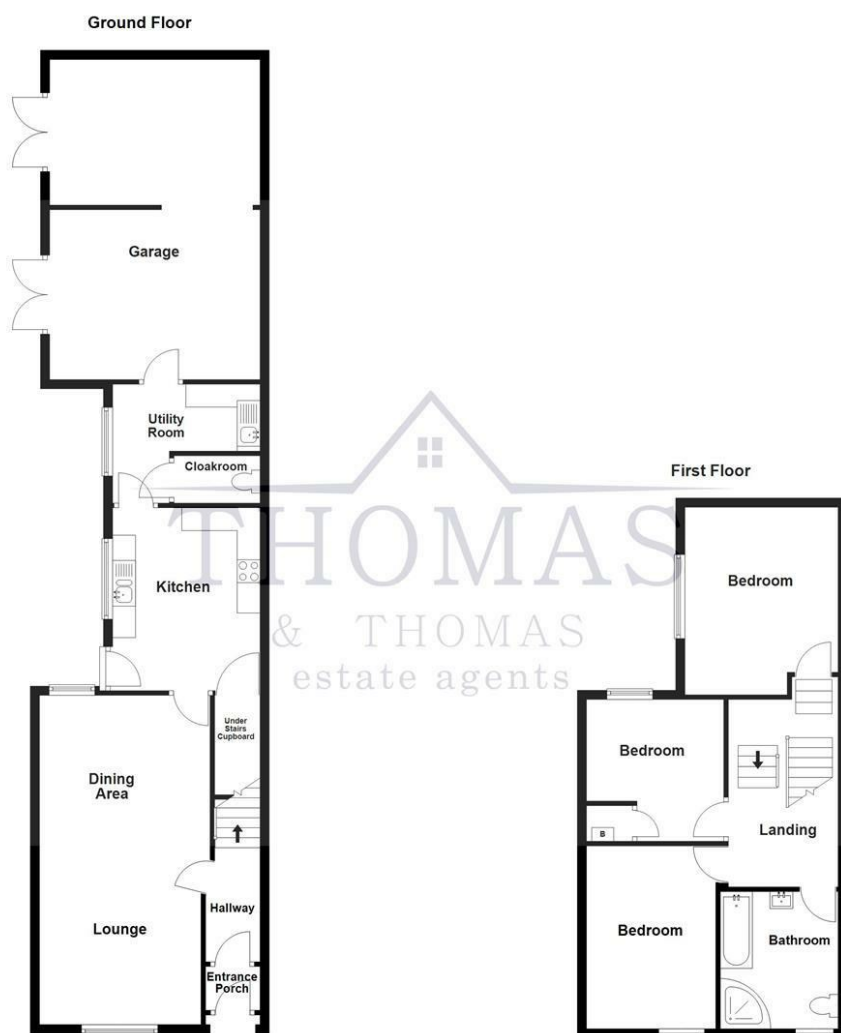 Ground Floor
Garage
Utility
Room
Cloakroom
Kitchen
Under
Stairs
Cupboard
Dining
Area
Hallway
Lounge
Entrance
Porch
THOMAS
& THOMAS
estate agents
First Floor
Bedroom
Bedroom
B
Landing
Bedroom
Bathroom